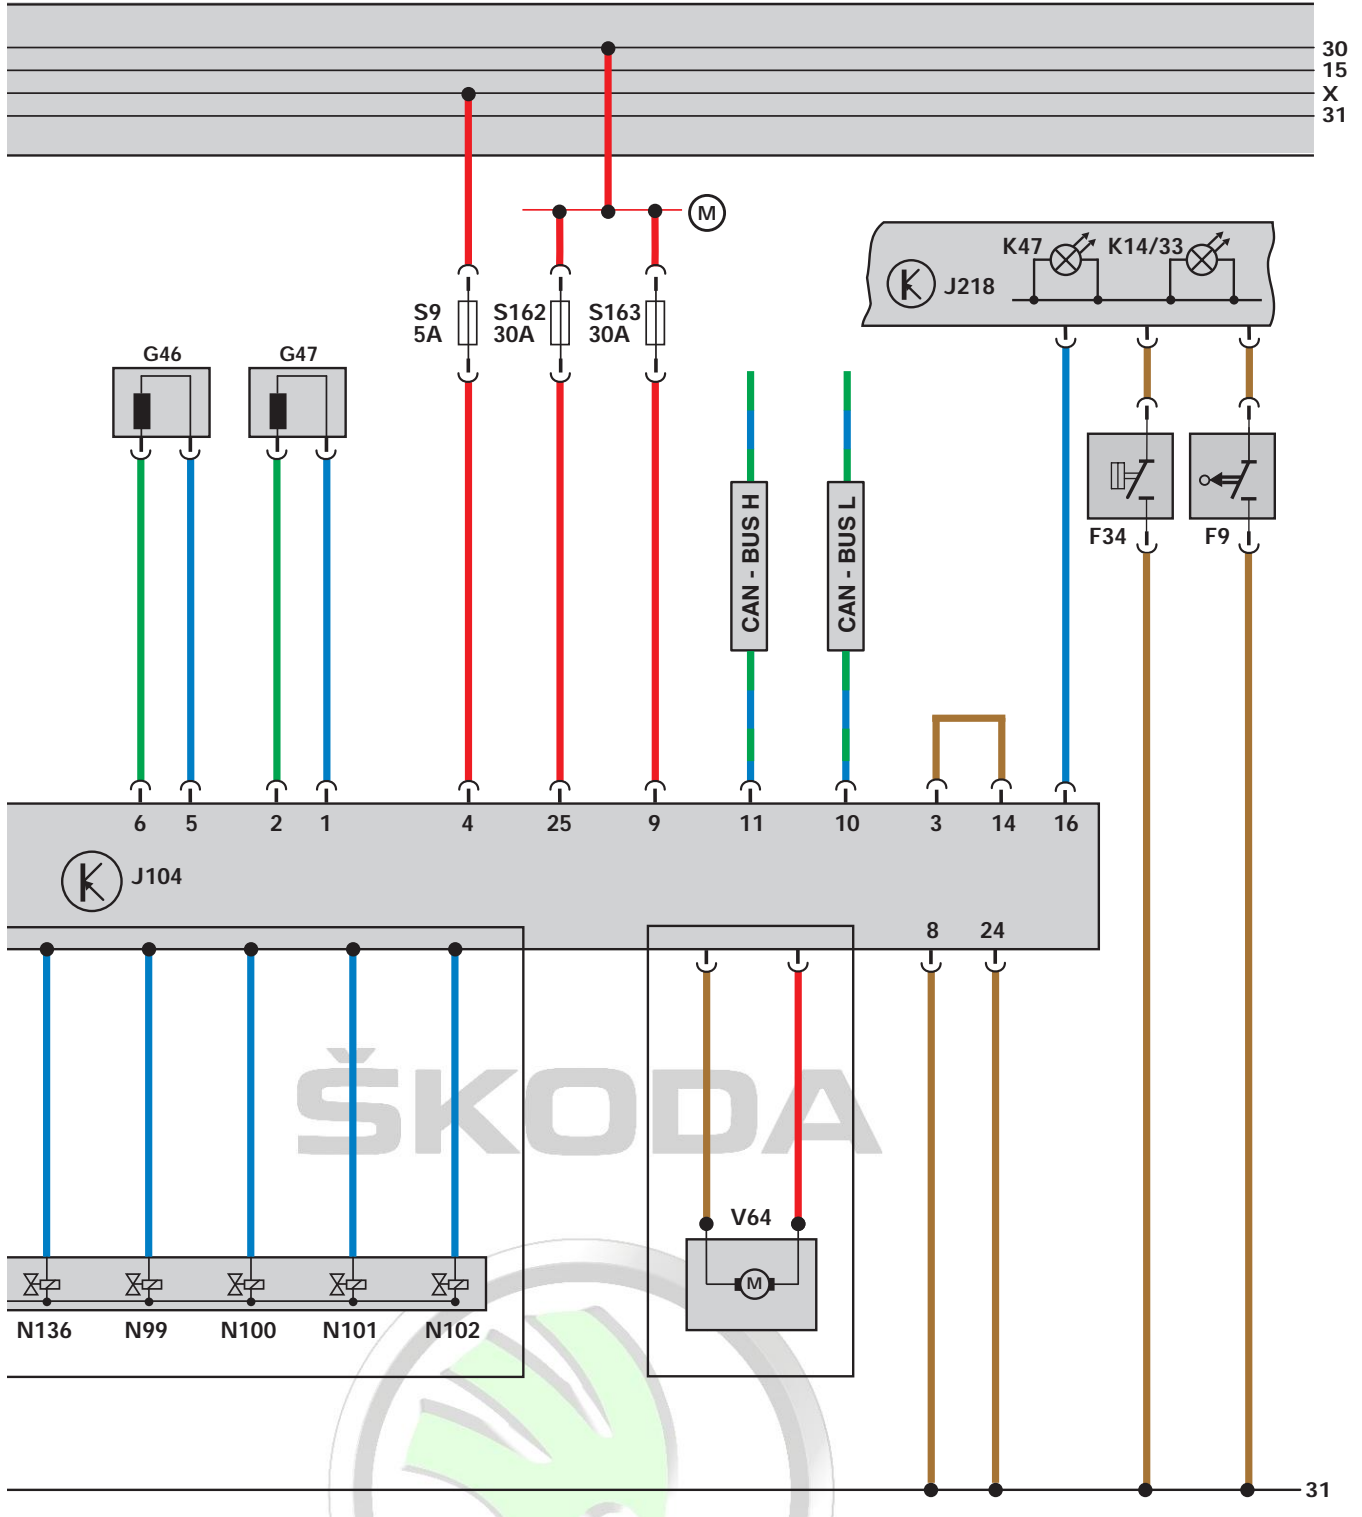 30
15
X
31
M
K47 K14/33
J218
S9 S162 S163
5A 30A 30A
G46 G47
CAN - BUS H
CAN - BUS L
F34 F9
6 5 2 1 4 25 9 11 10 3 14 16
J104
8 24
ŠKODA
V64
M
N136 N99 N100 N101 N102
31